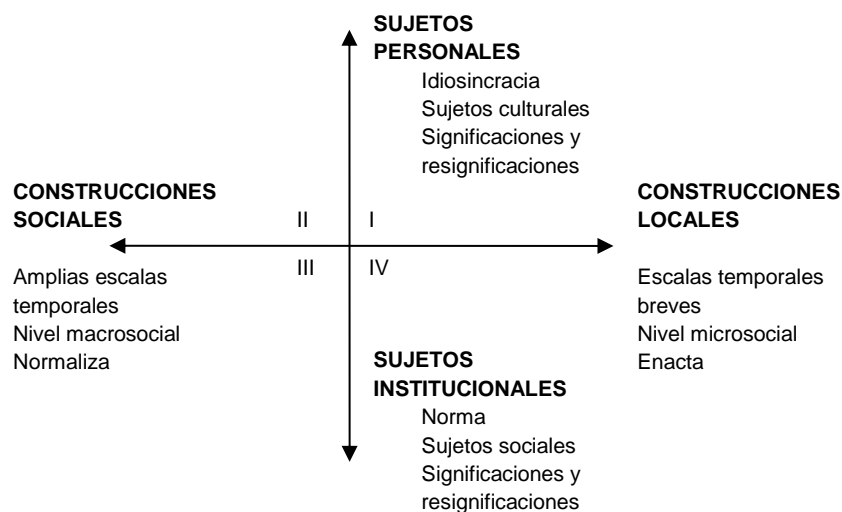 SUJETOS
PERSONALES
Idiosincracia
Sujetos culturales
Significaciones y
resignificaciones
CONSTRUCCIONES
SOCIALES
II
I
CONSTRUCCIONES
LOCALES
III
IV
Amplias escalas
temporales
Nivel macrosocial
Normaliza
Escalas temporales
breves
Nivel microsocial
Enacta
SUJETOS
INSTITUCIONALES
Norma
Sujetos sociales
Significaciones y
resignificaciones